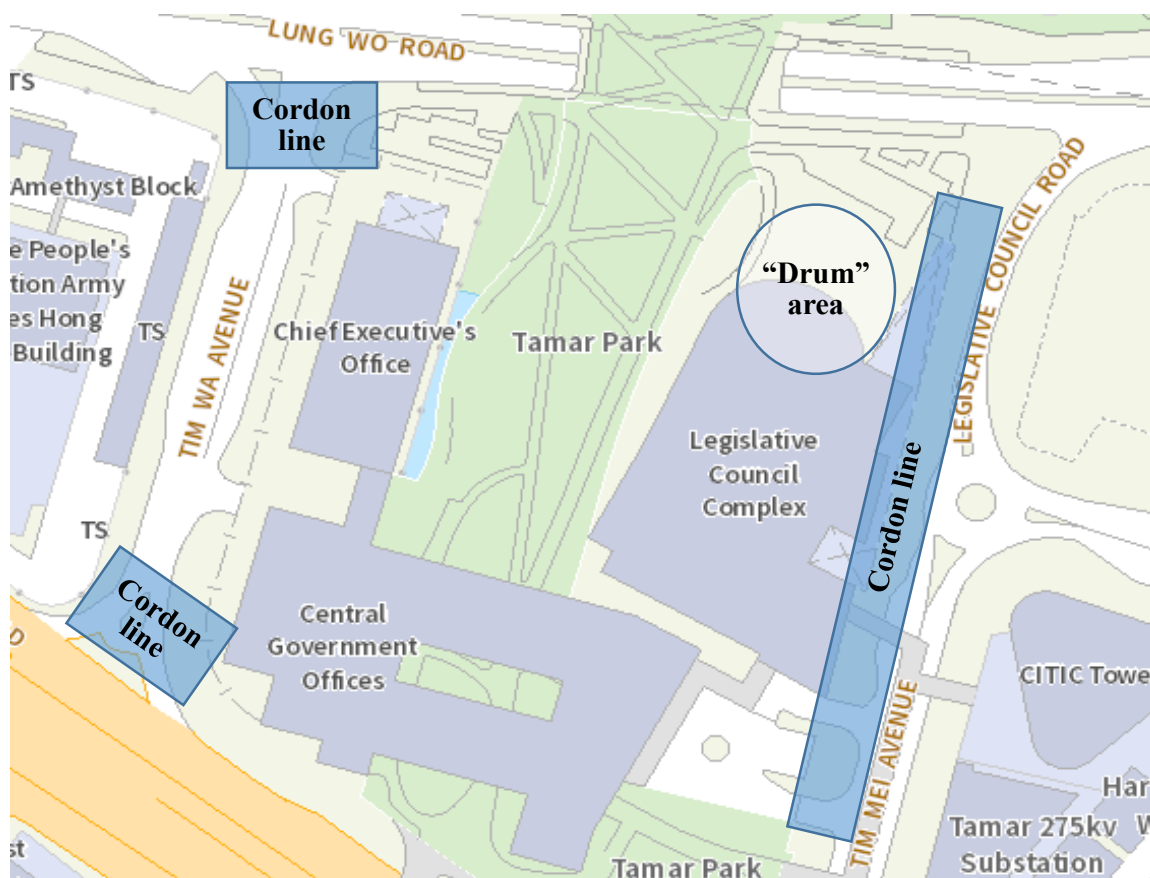 LUNG WO ROAD
TS
Cordon
line
Amethyst Block
e People's
tion Army
es Hong
Building
TS
TIM WA AVENUE
Chief Executive's
Office
Tamar Park
“Drum”
area
LEGISLATIVE COUNCIL ROAD
Legislative
Council
Complex
Cordon line
TS
Cordon
line
D
Central
Government
Offices
CITIC Towe
TIM MEI AVENUE
Har
Tamar 275kv W
Substation
Tamar Park
st